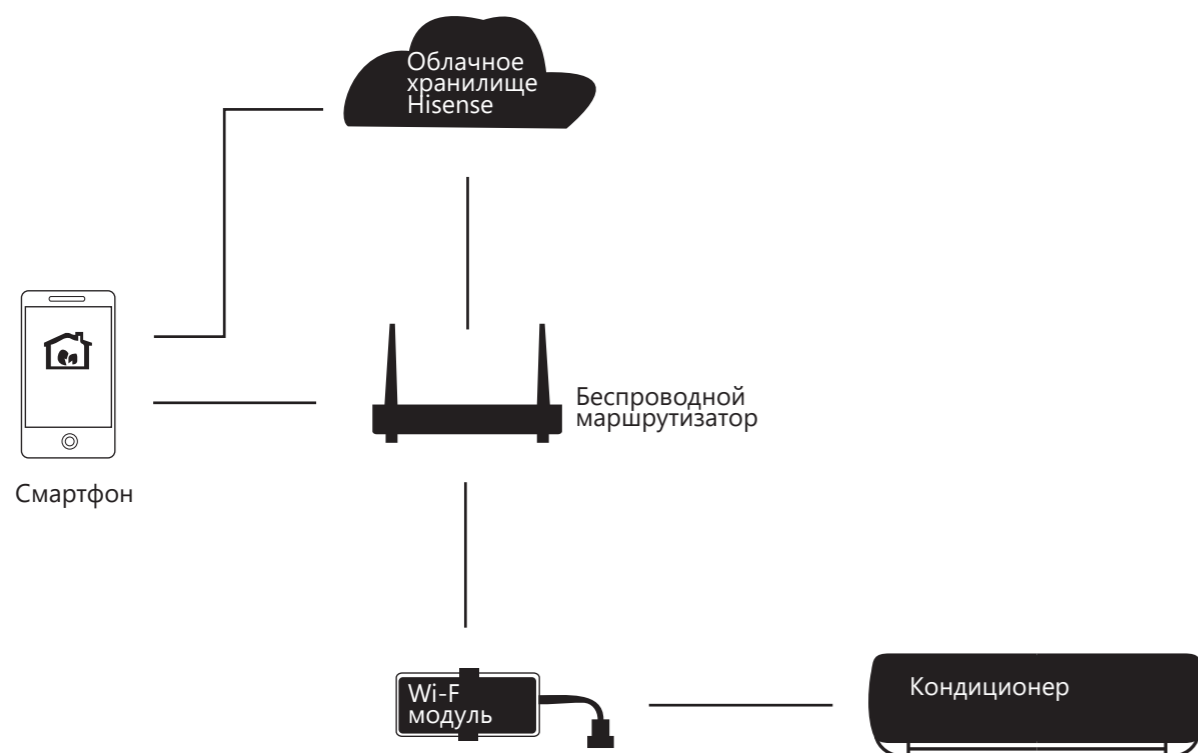 Облачное
хранилище
Hisense
Беспроводной
маршрутизатор
Смартфон
Wi-F
модуль
Кондиционер